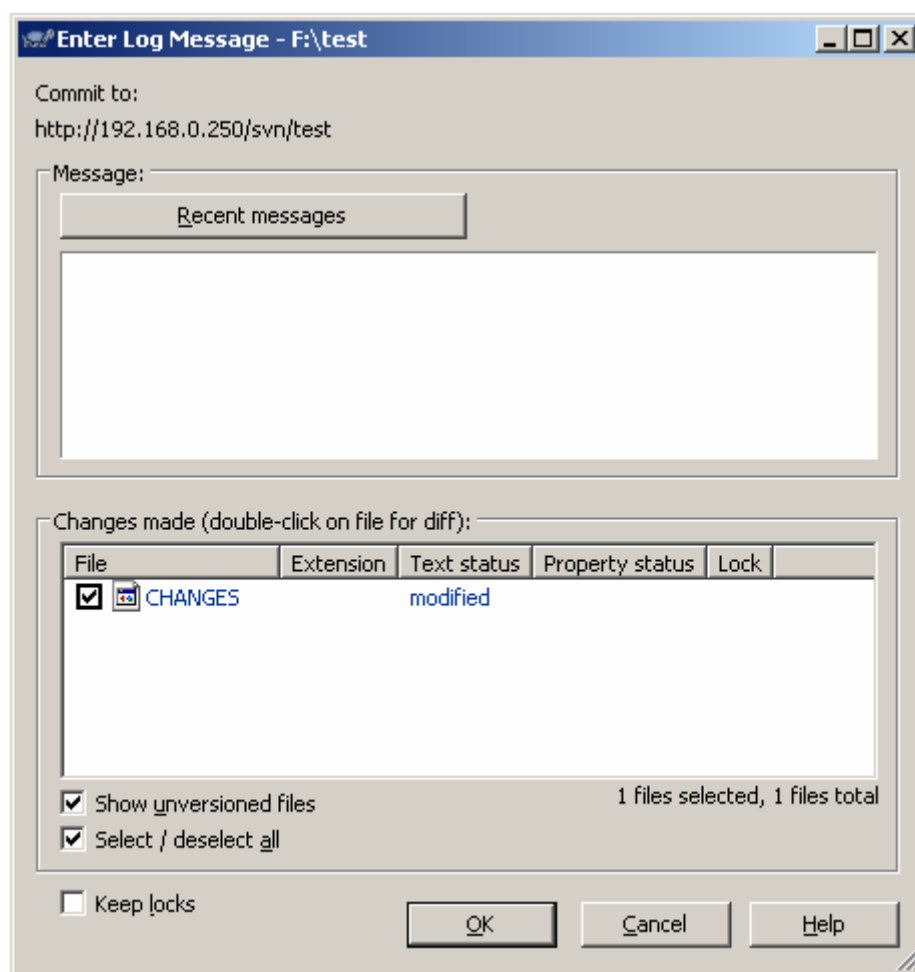 Enter Log Message - F:\test
Commit to:
http://192.168.0.250/svn/test
Message:
Recent messages
Changes made (double-click on file for diff):
File Extension Text status Property status Lock
CHANGES modified
Show unversioned files 1 files selected, 1 files total
Select / deselect all
Keep locks OK Cancel Help